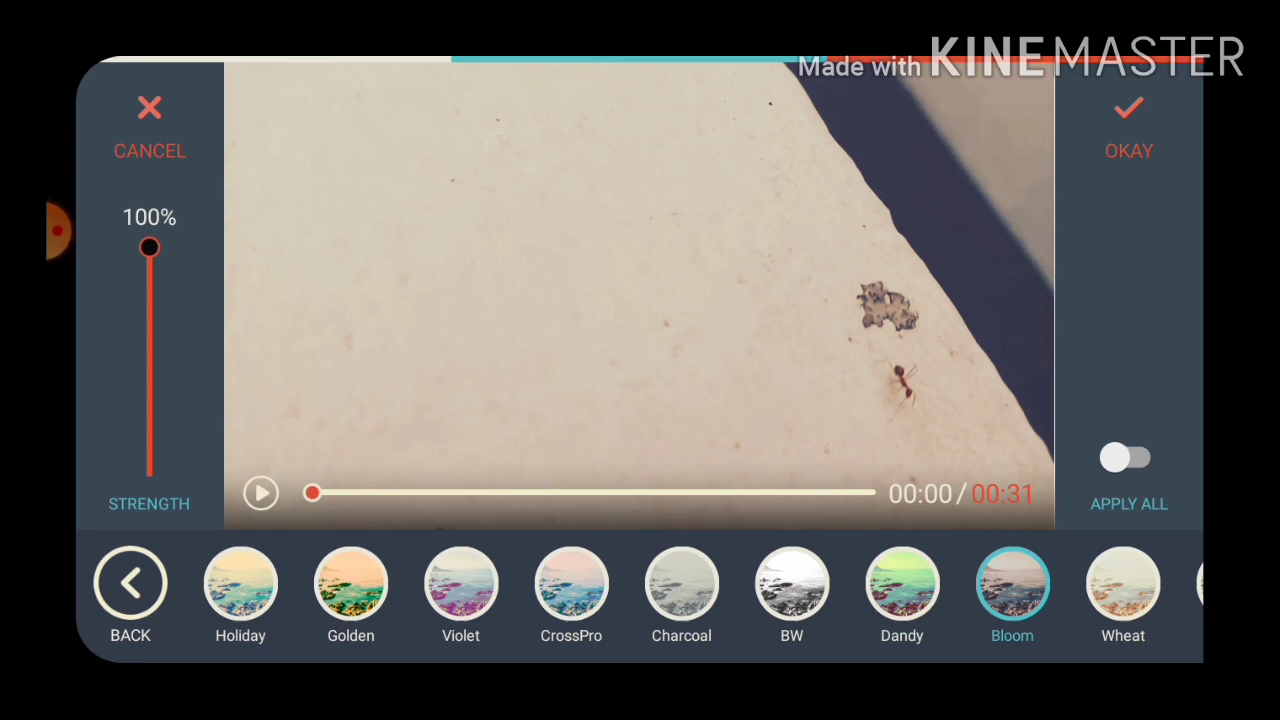 Made with KINEMASTER
CANCEL
OKAY
100%
STRENGTH
00:00 / 00:31
APPLY ALL
BACK
Holiday
Golden
Violet
CrossPro
Charcoal
BW
Dandy
Bloom
Wheat